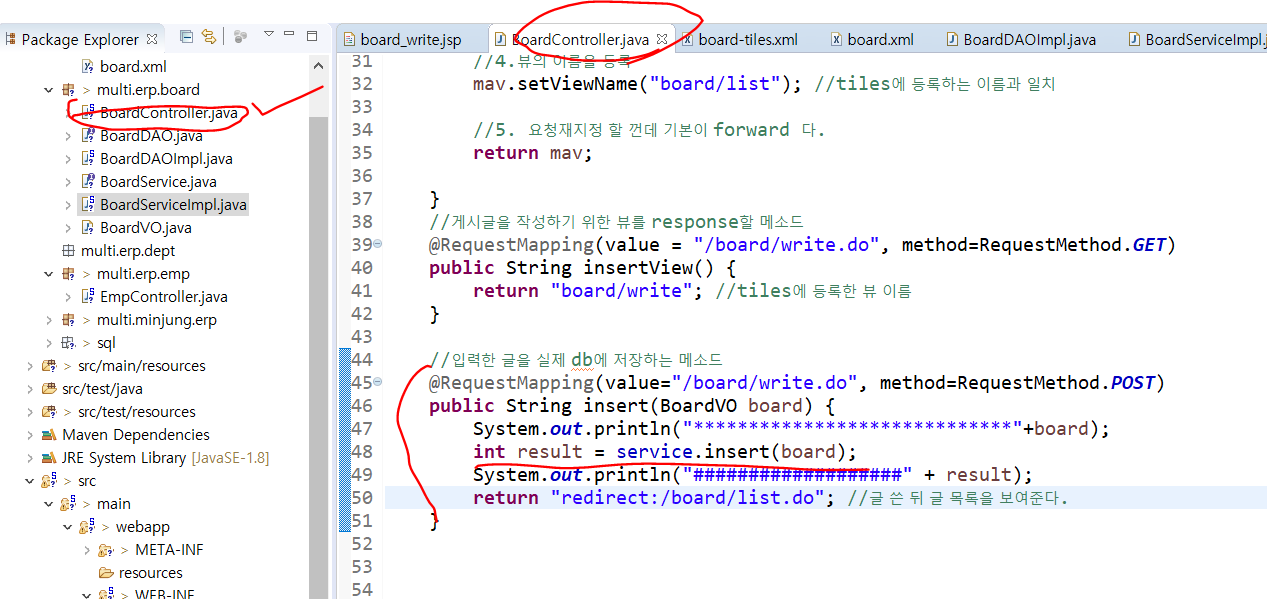 Package Explorer
board.xml
> multi.erp.board
BoardController.java
BoardDAO.java
BoardDAOImpl.java
BoardService.java
BoardServiceImpl.java
BoardVO.java
multi.erp.dept
> multi.erp.emp
EmpController.java
> multi.minjung.erp
> sql
> src/main/resources
src/test/java
> src/test/resources
Maven Dependencies
JRE System Library [JavaSE-1.8]
> src
> main
> webapp
> META-INF
resources
> WEB-INF
board_write.jsp BoardController.java board-tiles.xml board.xml BoardDAOImpl.java BoardServiceImpl.j
31 //4.뷰의 이름을 등록
32 mav.setViewName("board/list"); //tiles에 등록하는 이름과 일치
33
34 //5. 요청재지정 할 껀데 기본이 forward 다.
35 return mav;
36
37 }
38 //게시글을 작성하기 위한 뷰를 response할 메소드
39 @RequestMapping(value = "/board/write.do", method=RequestMethod.GET)
40 public String insertView() {
41 return "board/write"; //tiles에 등록한 뷰 이름
42 }
43
44 //입력한 글을 실제 db에 저장하는 메소드
45 @RequestMapping(value="/board/write.do", method=RequestMethod.POST)
46 public String insert(BoardVO board) {
47 System.out.println("*****************************"+board);
48 int result = service.insert(board);
49 System.out.println("###################" + result);
50 return "redirect:/board/list.do"; //글 쓴 뒤 글 목록을 보여준다.
51 }
52
53
54